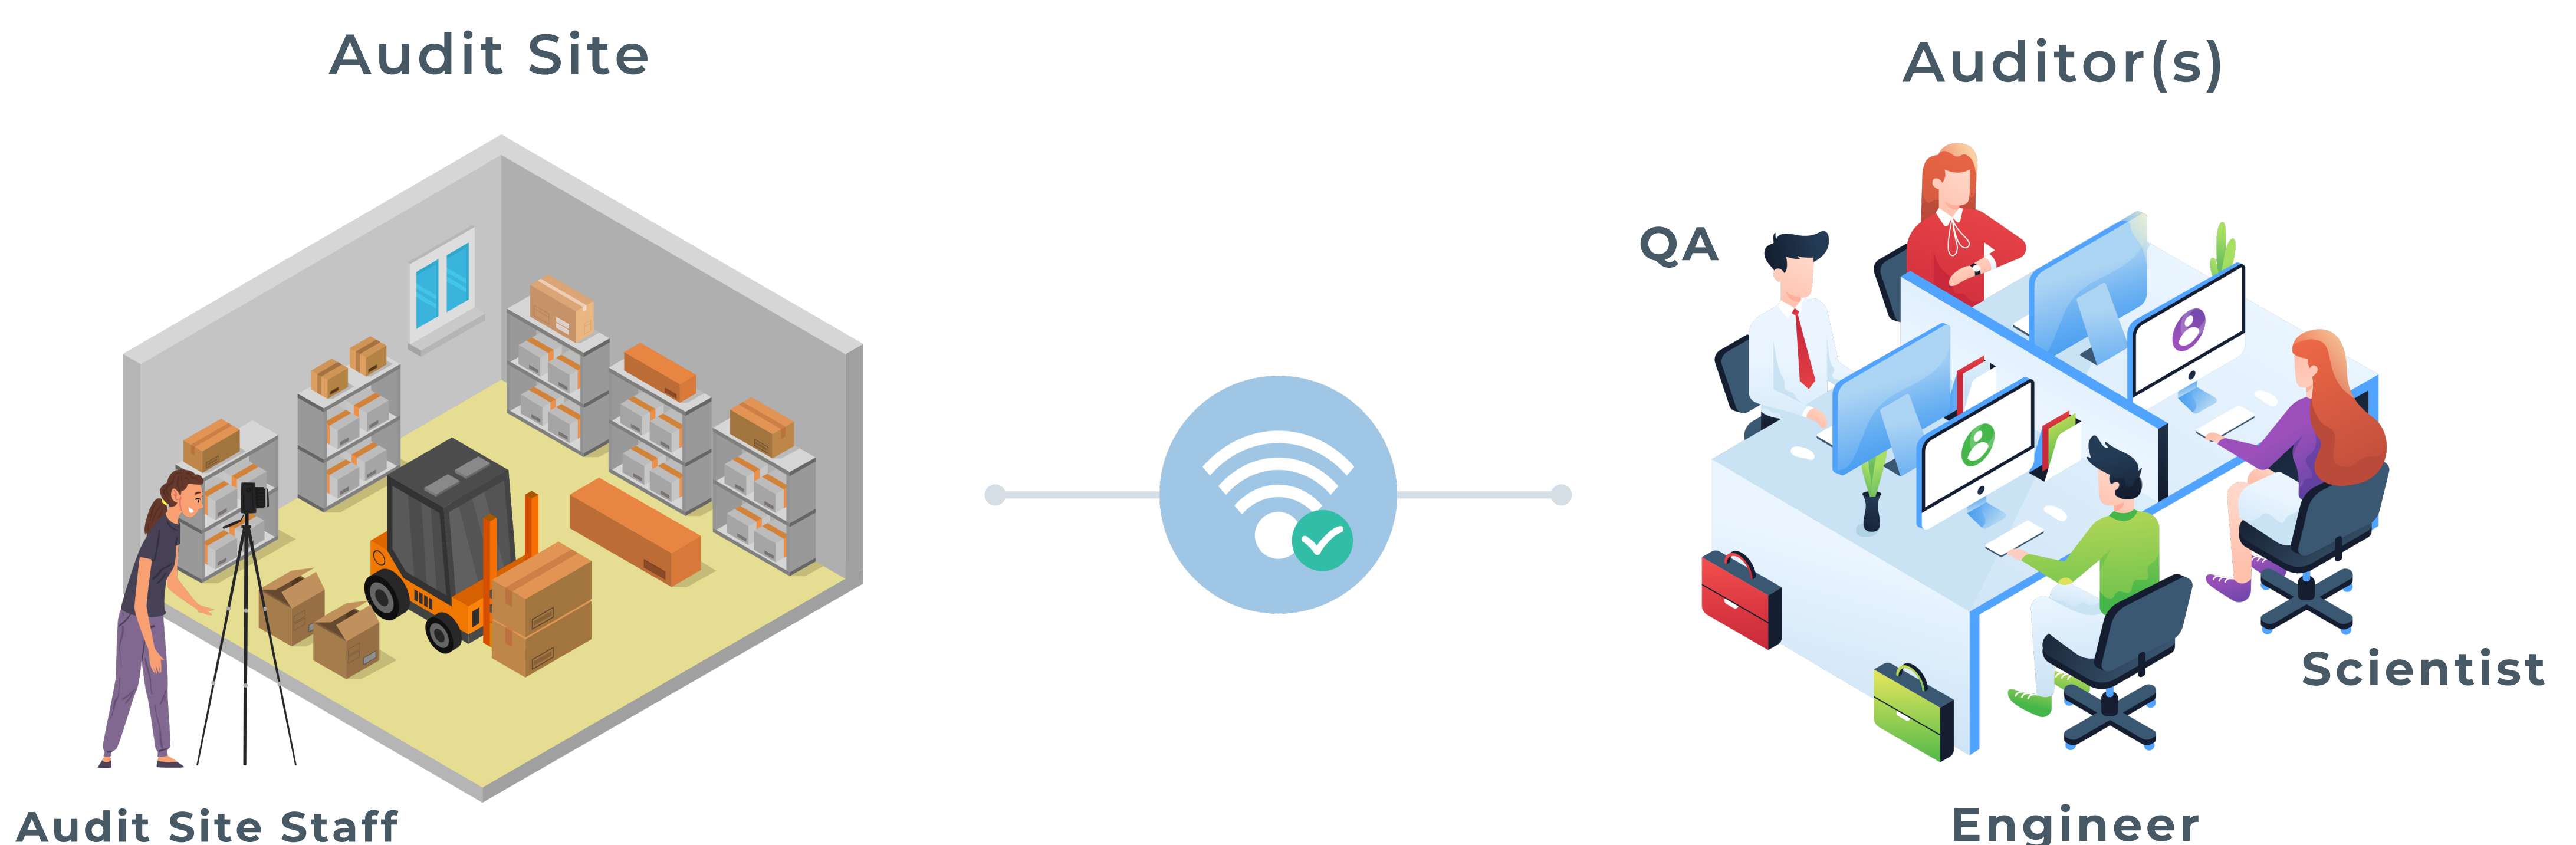 Audit Site
Auditor(s)
QA
Scientist
Audit Site Staff
Engineer